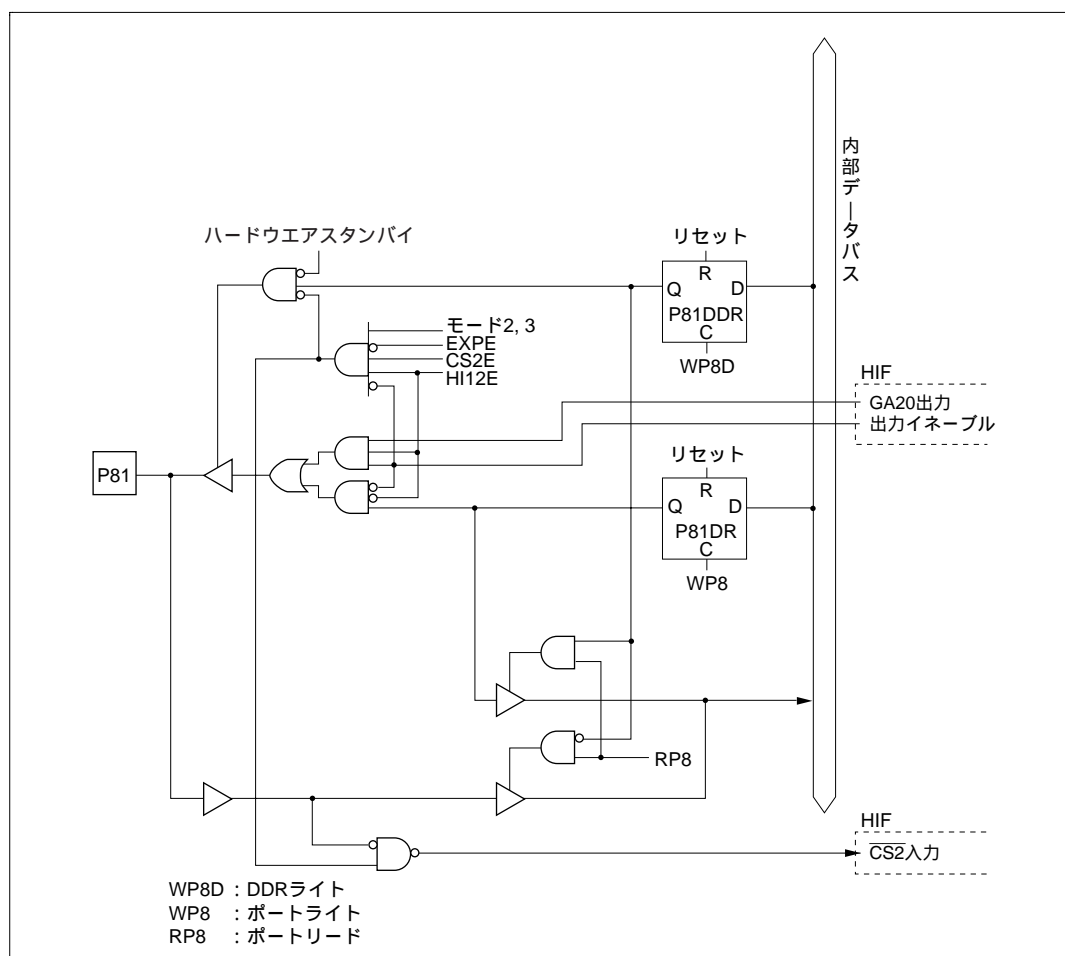 ハードウエアスタンバイ
リセット
R
Q D
P81DDR
C
WP8D
内部データバス
モード2, 3
EXPE
CS2E
HI12E
HIF
GA20出力
出力イネーブル
P81
リセット
R
Q D
P81DR
C
WP8
RP8
HIF
CS2入力
WP8D : DDRライト
WP8 : ポートライト
RP8 : ポートリード